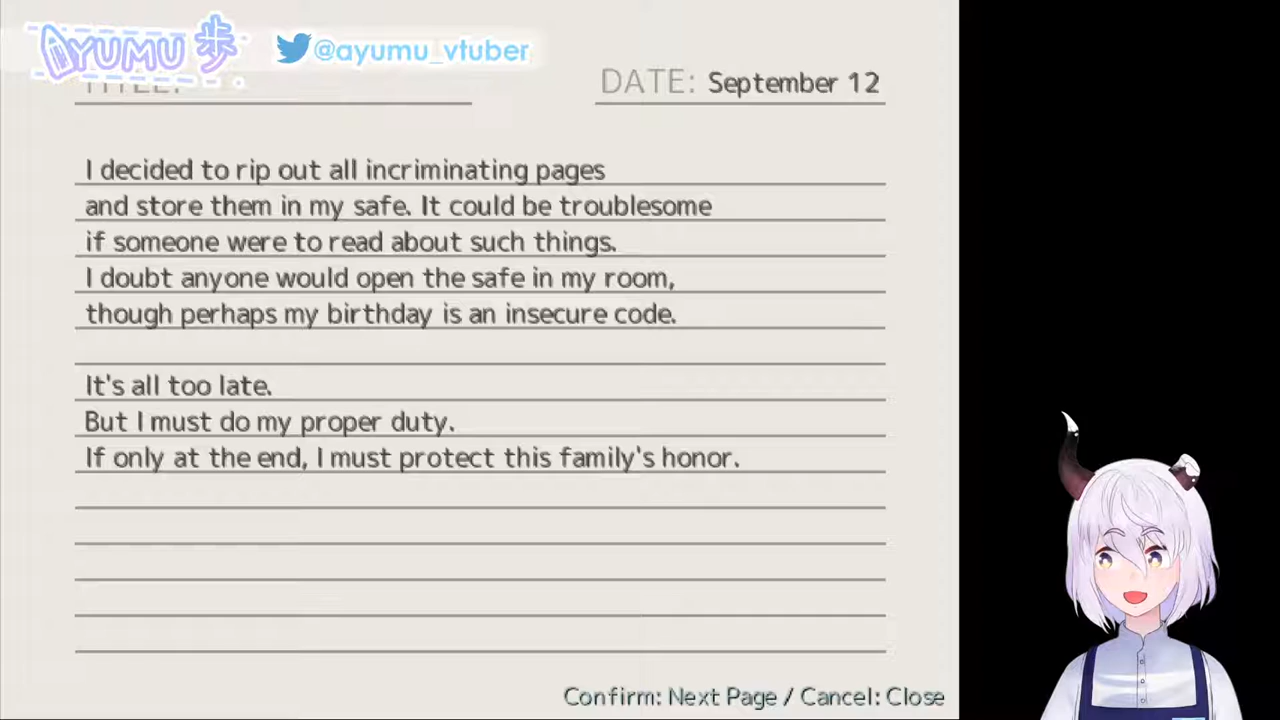 AYUMU 歩
@ayumu_vtuber
TITLE:
DATE: September 12
I decided to rip out all incriminating pages
and store them in my safe. It could be troublesome
if someone were to read about such things.
I doubt anyone would open the safe in my room,
though perhaps my birthday is an insecure code.
It's all too late.
But I must do my proper duty.
If only at the end, I must protect this family's honor.
Confirm: Next Page / Cancel: Close